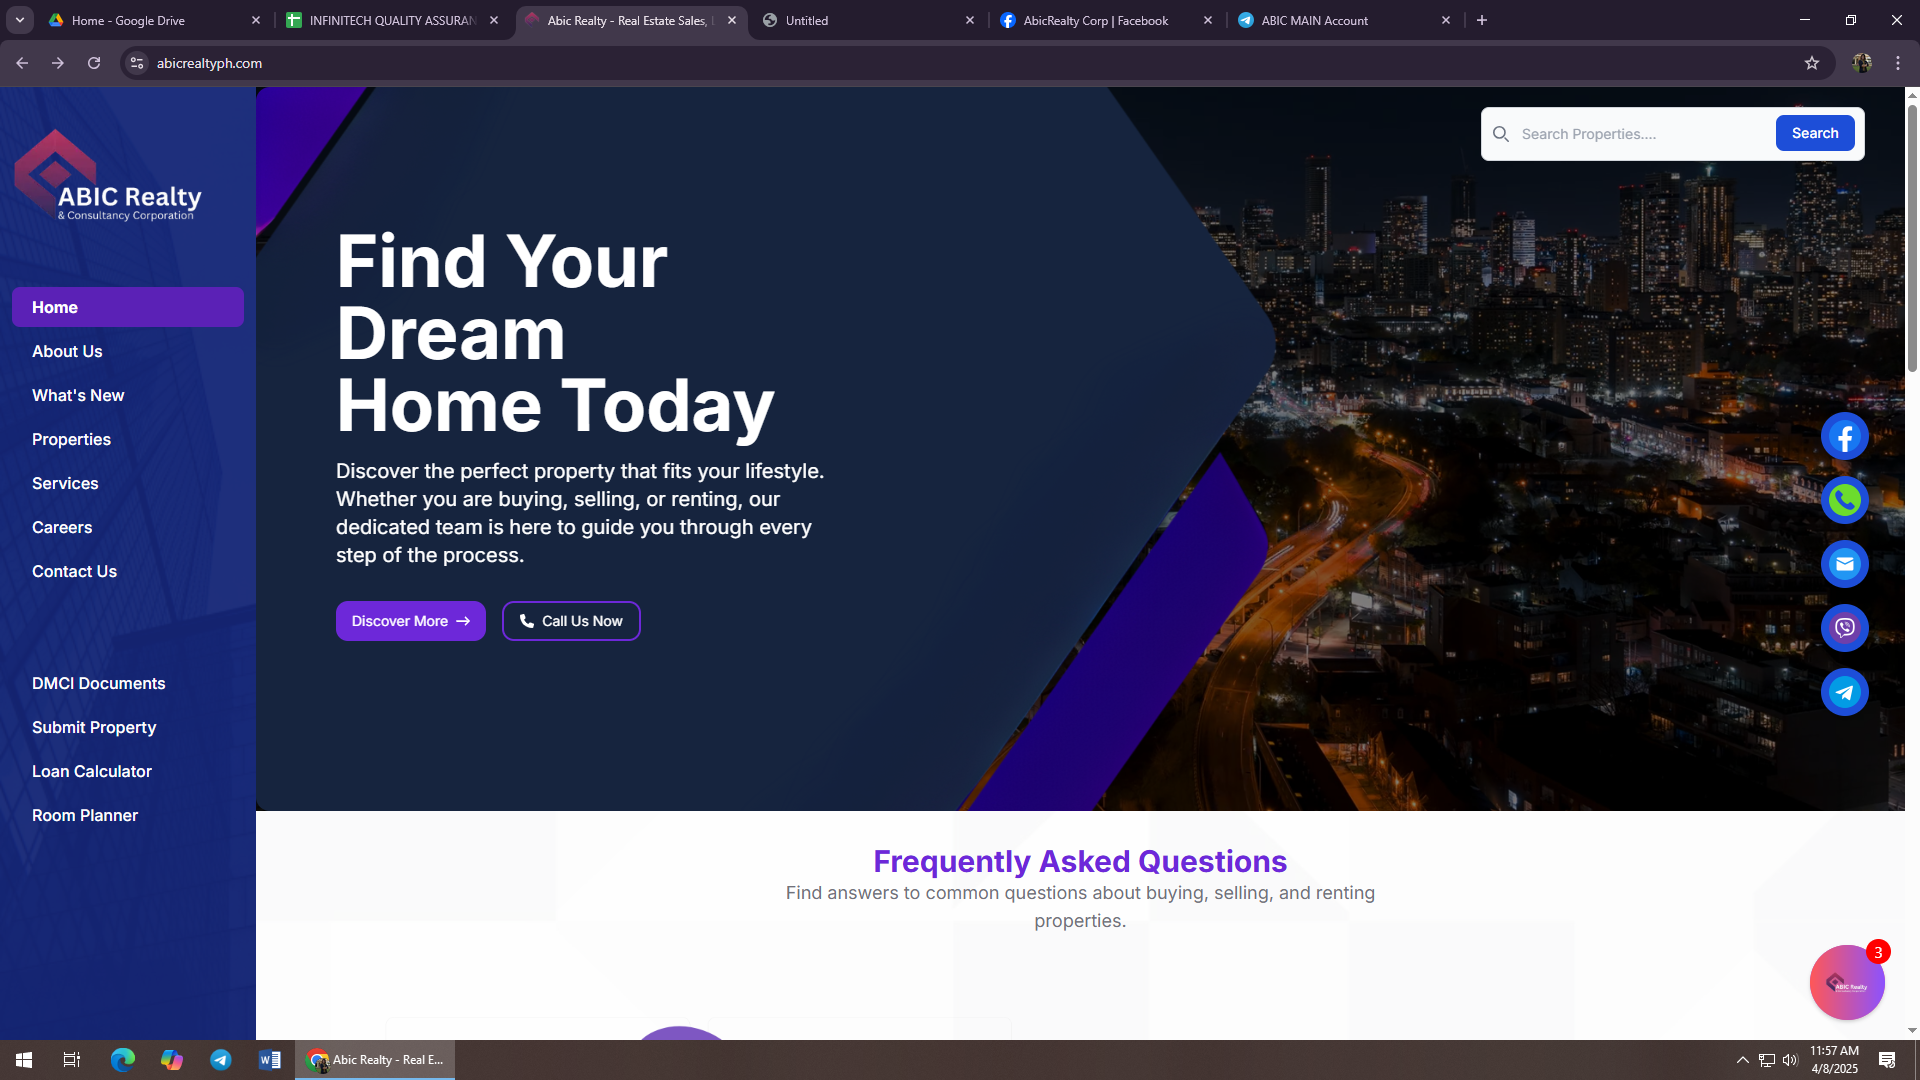 Home - Google Drive
INFINITECH QUALITY ASSURAN
Abic Realty - Real Estate Sales,
Untitled
AbicRealty Corp | Facebook
ABIC MAIN Account
abicrealtyph.com
ABIC Realty
& Consultancy Corporation
Search Properties....
Search
Home
About Us
What's New
Properties
Services
Careers
Contact Us
DMCI Documents
Submit Property
Loan Calculator
Room Planner
Find Your
Dream
Home Today
Discover the perfect property that fits your lifestyle.
Whether you are buying, selling, or renting, our
dedicated team is here to guide you through every
step of the process.
Discover More
Call Us Now
Frequently Asked Questions
Find answers to common questions about buying, selling, and renting
properties.
3
ABIC Realty
Abic Realty - Real E...
11:57 AM
4/8/2025